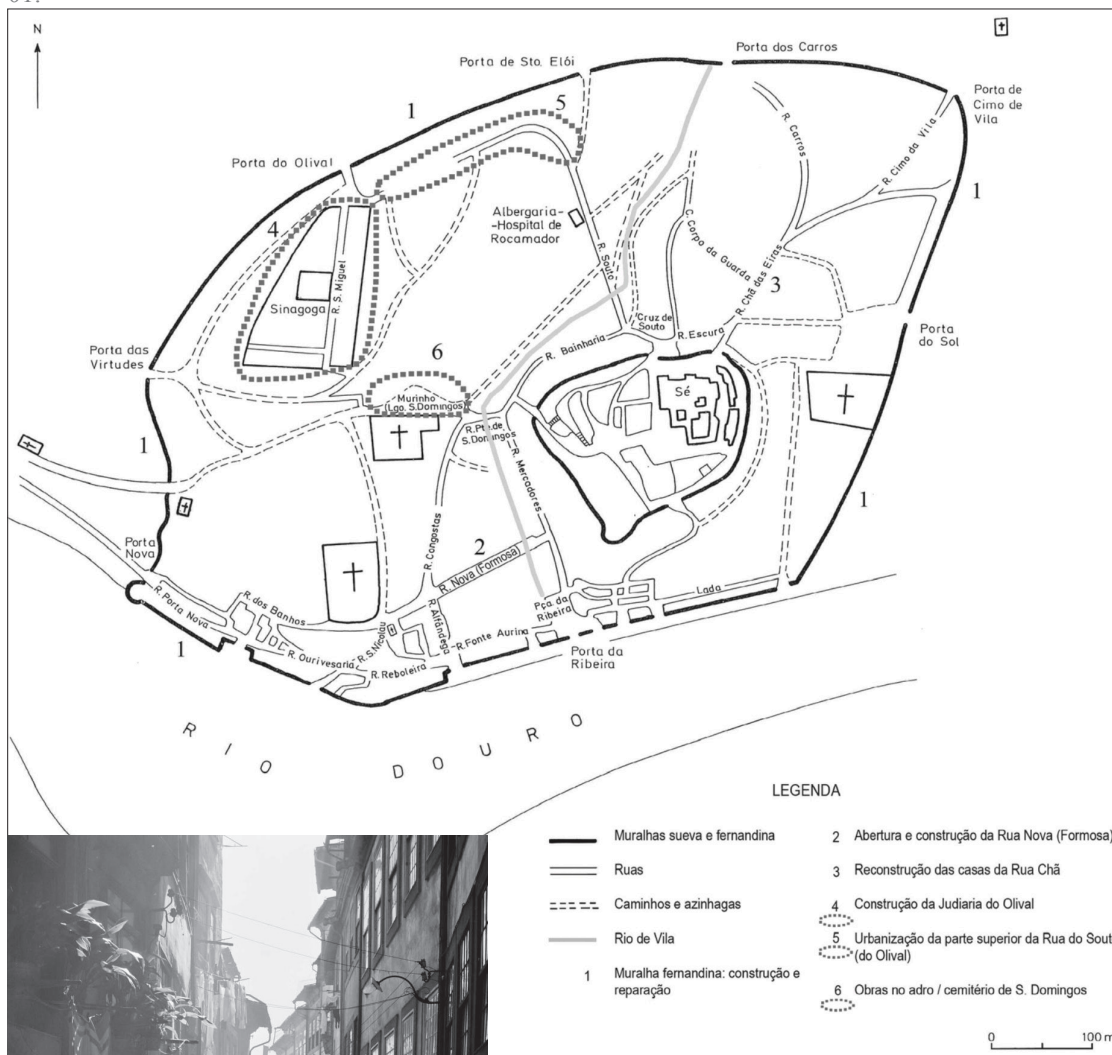 N
Porta dos Carros
Porta de Sto. Elói
Porta de
Cimo de
Vila
1
5
R. Carros
R. Cimo da Vila
Porta do Olival
1
4
Albergaria-
-Hospital de
Rocamador
R. Souto
C. Corpo da Guarda
R. Chã das Eiras
3
R. S. Miguel
Sinagoga
Cruz de
Souto
R. Escura
Porta
do Sol
Porta das
Virtudes
6
R. Bainharia
Murinho
(Lgo. S. Domingos)
Sé
R. Pte. de
S. Domingos
R. Mercadores
1
1
R. Congostas
2
R. Nova (Formosa)
Porta
Nova
R. Porta Nova
R. dos Banhos
R. S. Nicolau
R. Alfândega
Pça. da
Ribeira
Lada
R. Fonte Aurina
R. Ourivesaria
R. Reboleira
Porta da
Ribeira
1
RIO DOURO
LEGENDA
Muralhas sueva e fernandina
Ruas
Caminhos e azinhagas
Rio de Vila
1 Muralha fernandina: construção e
reparação
2 Abertura e construção da Rua Nova (Formosa)
3 Reconstrução das casas da Rua Chã
4 Construção da Judiaria do Olival
5 Urbanização da parte superior da Rua do Sout
(do Olival)
6 Obras no adro / cemitério de S. Domingos
0 100 m